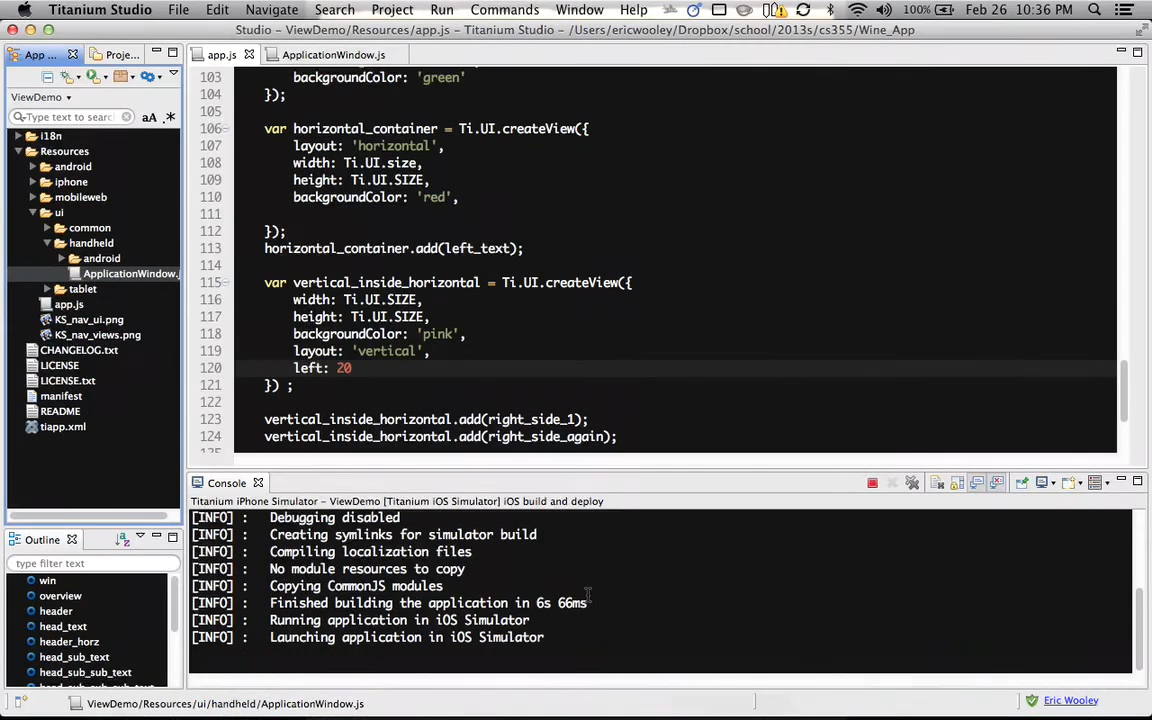 Titanium Studio File Edit Navigate Search Project Run Commands Window Help 100% Feb 26 10:36 PM
Studio - ViewDemo/Resources/app.js - Titanium Studio - /Users/ericwooley/Dropbox/school/2013s/cs355/Wine_App
App ... Proje...
app.js ApplicationWindow.js
ViewDemo
Type text to search
aA .*
i18n
Resources
android
iphone
mobileweb
ui
common
handheld
android
ApplicationWindow.j
tablet
app.js
KS_nav_ui.png
KS_nav_views.png
CHANGELOG.txt
LICENSE
LICENSE.txt
manifest
README
tiapp.xml
103 backgroundColor: 'green'
104 });
105
106 var horizontal_container = Ti.UI.createView({
107 layout: 'horizontal',
108 width: Ti.UI.size,
109 height: Ti.UI.SIZE,
110 backgroundColor: 'red',
111
112 });
113 horizontal_container.add(left_text);
114
115 var vertical_inside_horizontal = Ti.UI.createView({
116 width: Ti.UI.SIZE,
117 height: Ti.UI.SIZE,
118 backgroundColor: 'pink',
119 layout: 'vertical',
120 left: 20
121 }) ;
122
123 vertical_inside_horizontal.add(right_side_1);
124 vertical_inside_horizontal.add(right_side_again);
125
Outline
type filter text
win
overview
header
head_text
header_horz
head_sub_text
head_sub_sub_text
Console
Titanium iPhone Simulator - ViewDemo [Titanium iOS Simulator] iOS build and deploy
[INFO] : Debugging disabled
[INFO] : Creating symlinks for simulator build
[INFO] : Compiling localization files
[INFO] : No module resources to copy
[INFO] : Copying CommonJS modules
[INFO] : Finished building the application in 6s 66ms
[INFO] : Running application in iOS Simulator
[INFO] : Launching application in iOS Simulator
ViewDemo/Resources/ui/handheld/ApplicationWindow.js
Eric Wooley